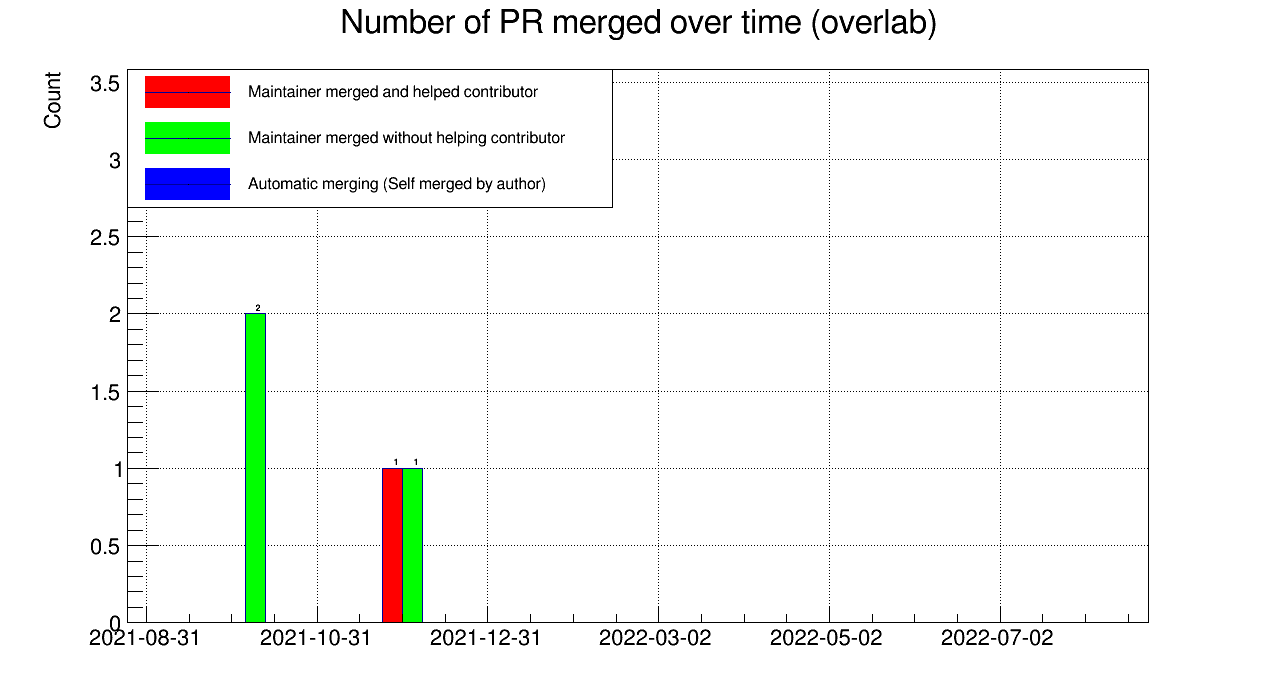 Number of PR merged over time (overlab)
Count
3.5
Maintainer merged and helped contributor
Maintainer merged without helping contributor
3
Automatic merging (Self merged by author)
2.5
2
2
1.5
1
1 1
0.5
0
2021-08-31 2021-10-31 2021-12-31 2022-03-02 2022-05-02 2022-07-02